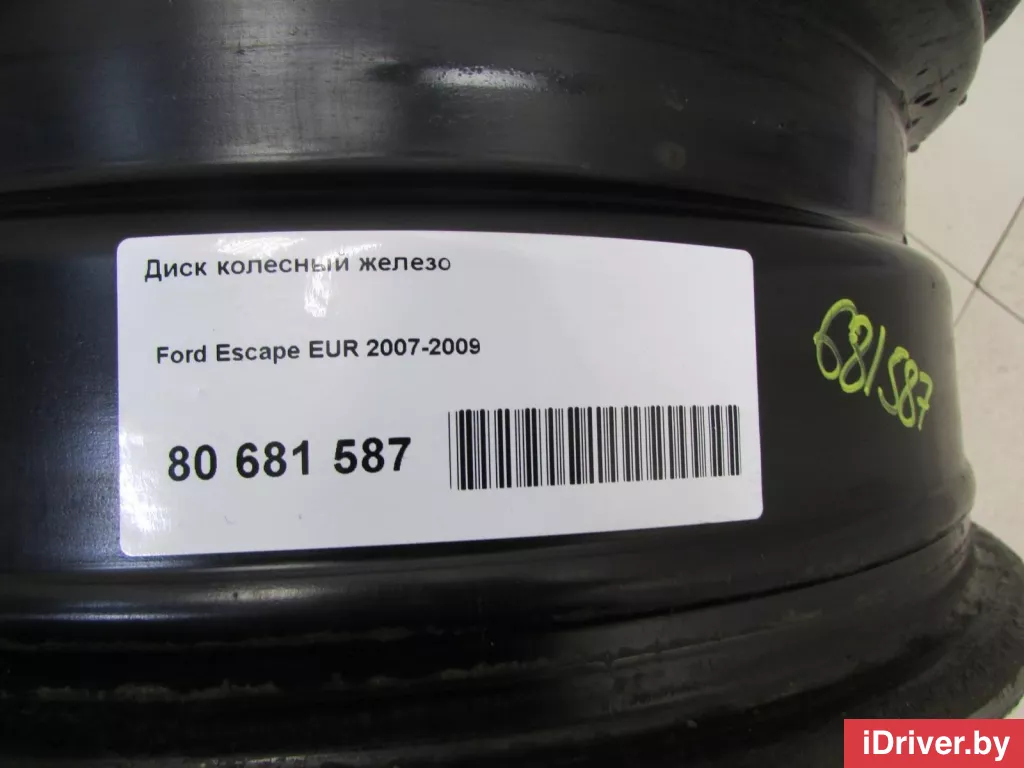 Диск колесный железо
Ford Escape EUR 2007-2009
80 681 587
681587
iDriver.by